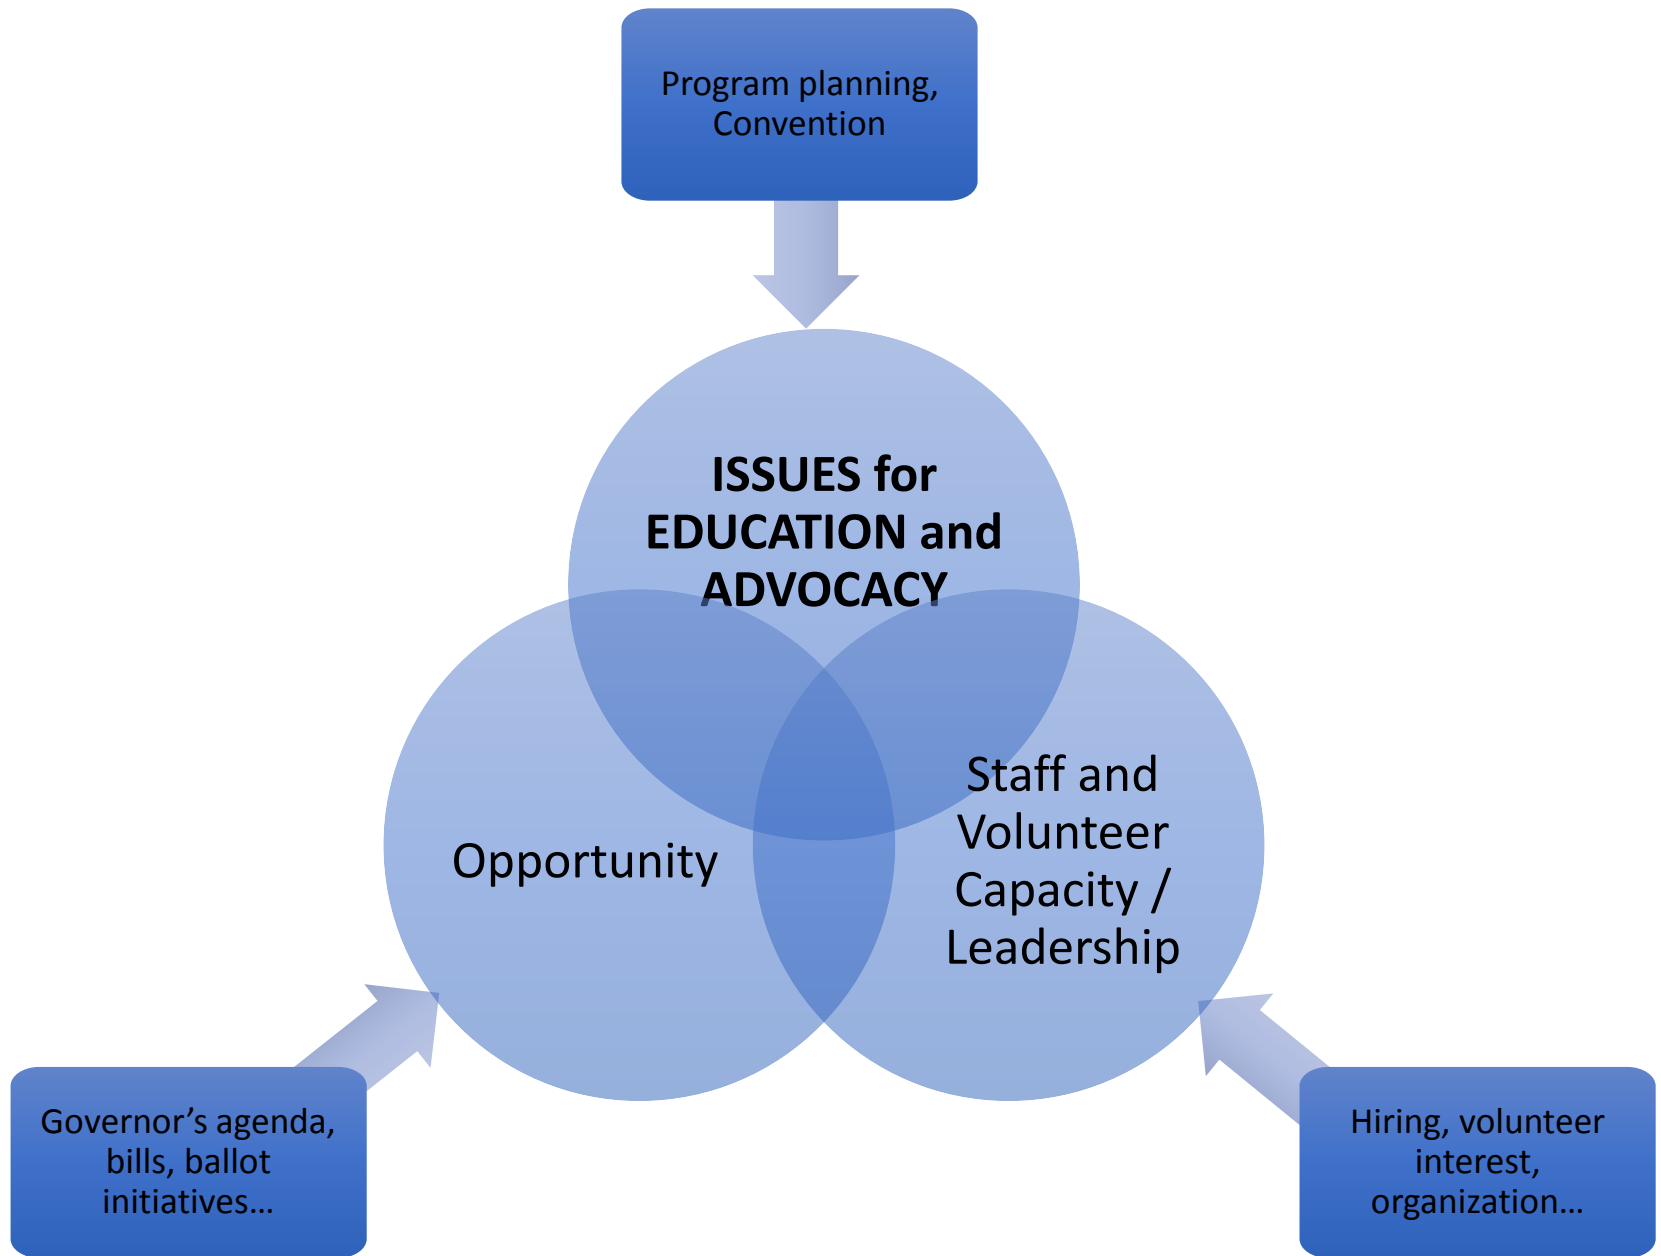 Program planning,
Convention
ISSUES for
EDUCATION and
ADVOCACY
Opportunity
Staff and
Volunteer
Capacity /
Leadership
Governor’s agenda,
bills, ballot
initiatives…
Hiring, volunteer
interest,
organization…